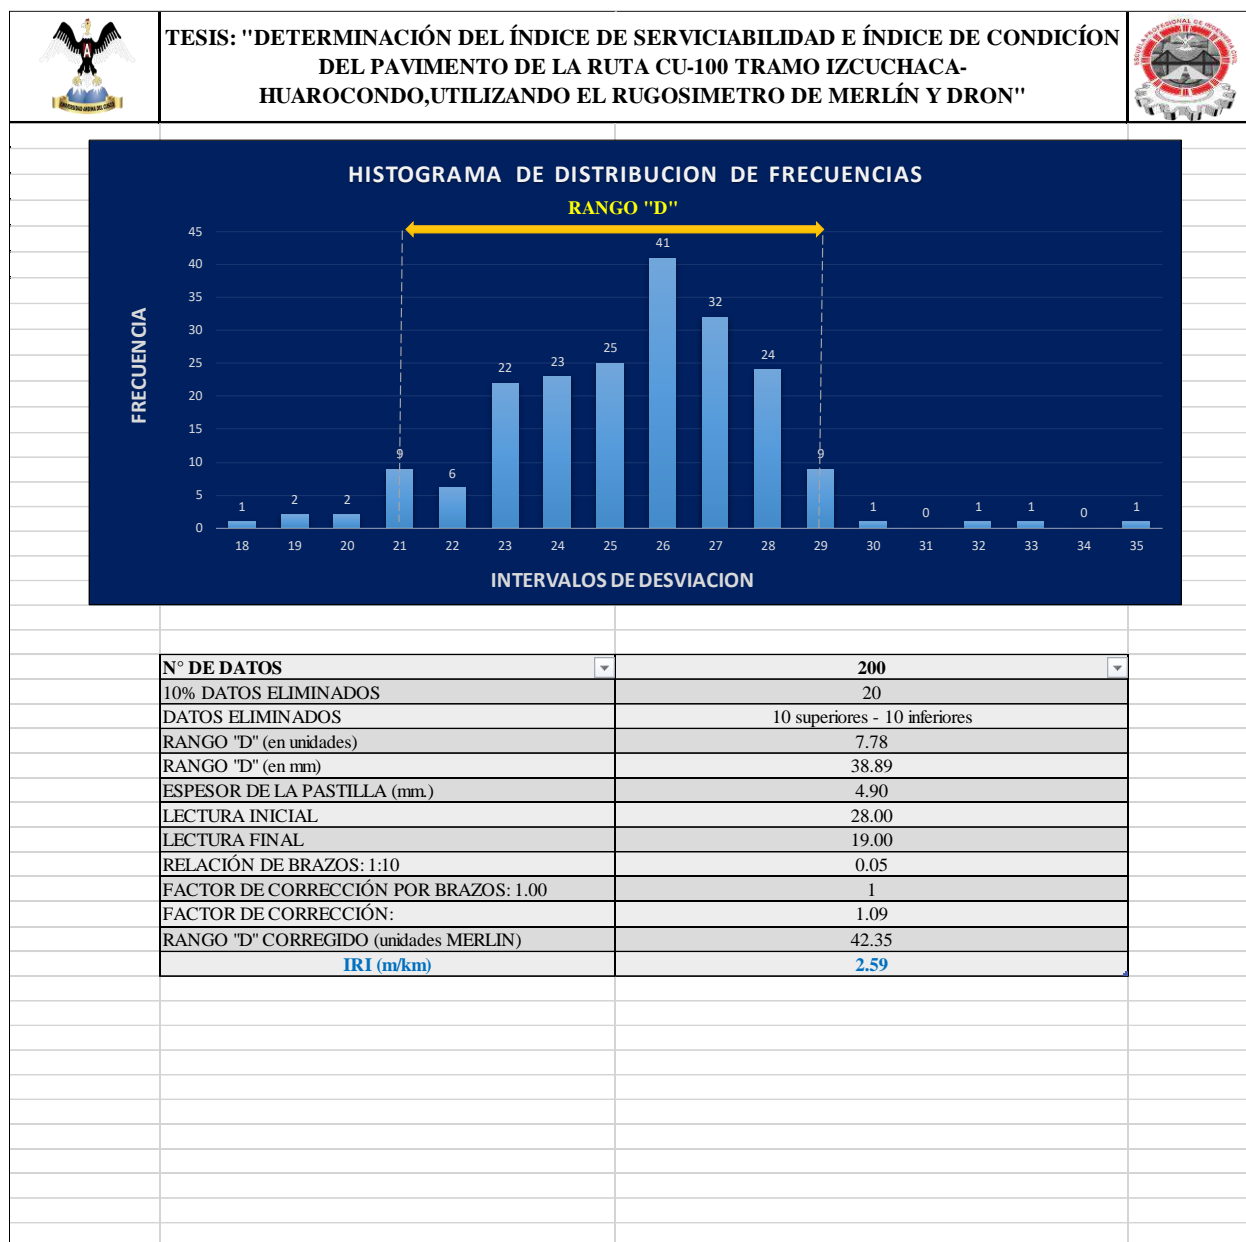 TESIS: "DETERMINACIÓN DEL ÍNDICE DE SERVICIABILIDAD E ÍNDICE DE CONDICÍON
DEL PAVIMENTO DE LA RUTA CU-100 TRAMO IZCUCHACA-
HUAROCONDO,UTILIZANDO EL RUGOSIMETRO DE MERLÍN Y DRON"
HISTOGRAMA DE DISTRIBUCION DE FRECUENCIAS
RANGO "D"
FRECUENCIA
45
40
35
30
25
20
15
10
5
0
1 2 2 9 6 22 23 25 41 32 24 9 1 0 1 1 0 1
18 19 20 21 22 23 24 25 26 27 28 29 30 31 32 33 34 35
INTERVALOS DE DESVIACION
N° DE DATOS 200
10% DATOS ELIMINADOS 20
DATOS ELIMINADOS 10 superiores - 10 inferiores
RANGO "D" (en unidades) 7.78
RANGO "D" (en mm) 38.89
ESPESOR DE LA PASTILLA (mm.) 4.90
LECTURA INICIAL 28.00
LECTURA FINAL 19.00
RELACIÓN DE BRAZOS: 1:10 0.05
FACTOR DE CORRECCIÓN POR BRAZOS: 1.00 1
FACTOR DE CORRECCIÓN: 1.09
RANGO "D" CORREGIDO (unidades MERLIN) 42.35
IRI (m/km) 2.59